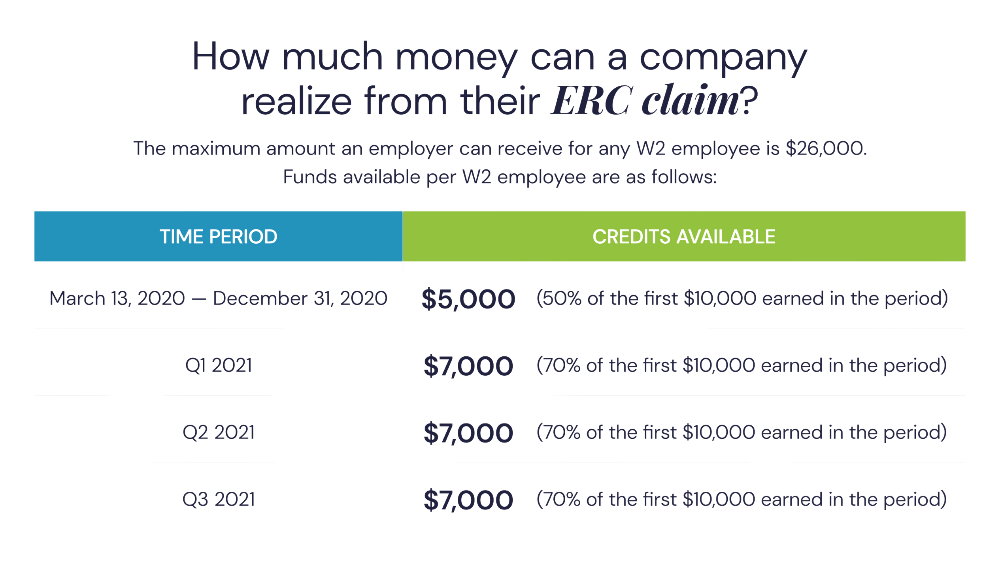 How much money can a company
realize from their ERC claim?
The maximum amount an employer can receive for any W2 employee is $26,000.
Funds available per W2 employee are as follows:
TIME PERIOD CREDITS AVAILABLE
March 13, 2020 — December 31, 2020 $5,000 (50% of the first $10,000 earned in the period)
Q1 2021 $7,000 (70% of the first $10,000 earned in the period)
Q2 2021 $7,000 (70% of the first $10,000 earned in the period)
Q3 2021 $7,000 (70% of the first $10,000 earned in the period)